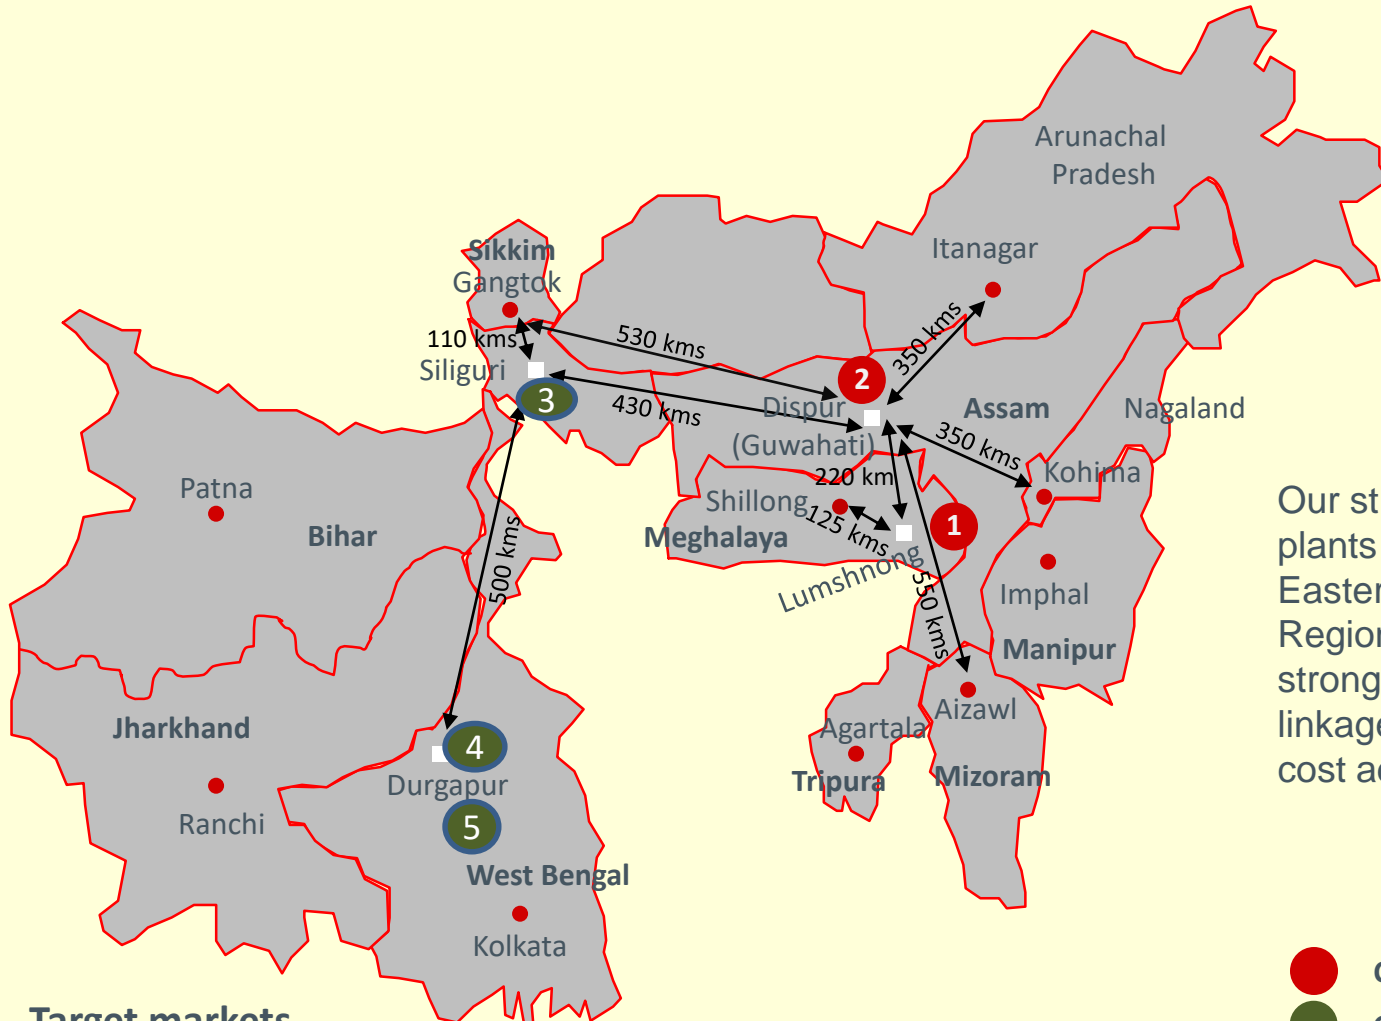 Arunachal
Pradesh
Itanagar
Sikkim
Gangtok
110 kms
530 kms
350 kms
Siliguri
2
3
430 kms
Dispur
(Guwahati)
Assam
Nagaland
350 kms
Kohima
220 km
Patna
Bihar
Shillong
125 kms
1
Meghalaya
Lumshnong
500 kms
550 kms
Imphal
Manipur
Jharkhand
4
Durgapur
Agartala
Aizawl
Tripura
Mizoram
Ranchi
5
West Bengal
Kolkata
Our st
plants
Easter
Region
strong
linkage
cost a
Target markets